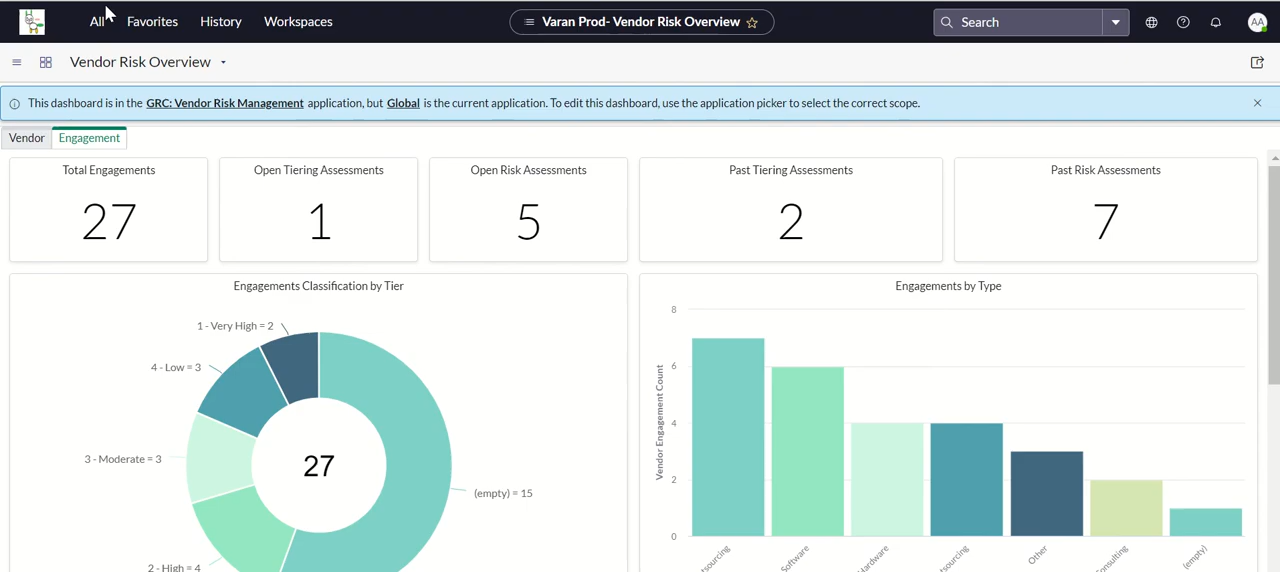 All Favorites History Workspaces
Varan Prod- Vendor Risk Overview
Search
AA
Vendor Risk Overview
This dashboard is in the GRC: Vendor Risk Management application, but Global is the current application. To edit this dashboard, use the application picker to select the correct scope.
Vendor Engagement
Total Engagements
27
Open Tiering Assessments
1
Open Risk Assessments
5
Past Tiering Assessments
2
Past Risk Assessments
7
Engagements Classification by Tier
1 - Very High = 2
4 - Low = 3
3 - Moderate = 3
27
(empty) = 15
2 - High = 4
Engagements by Type
Vendor Engagement Count
8
6
4
2
0
tsourcing
Software
Hardware
tsourcing
Other
Consulting
(empty)